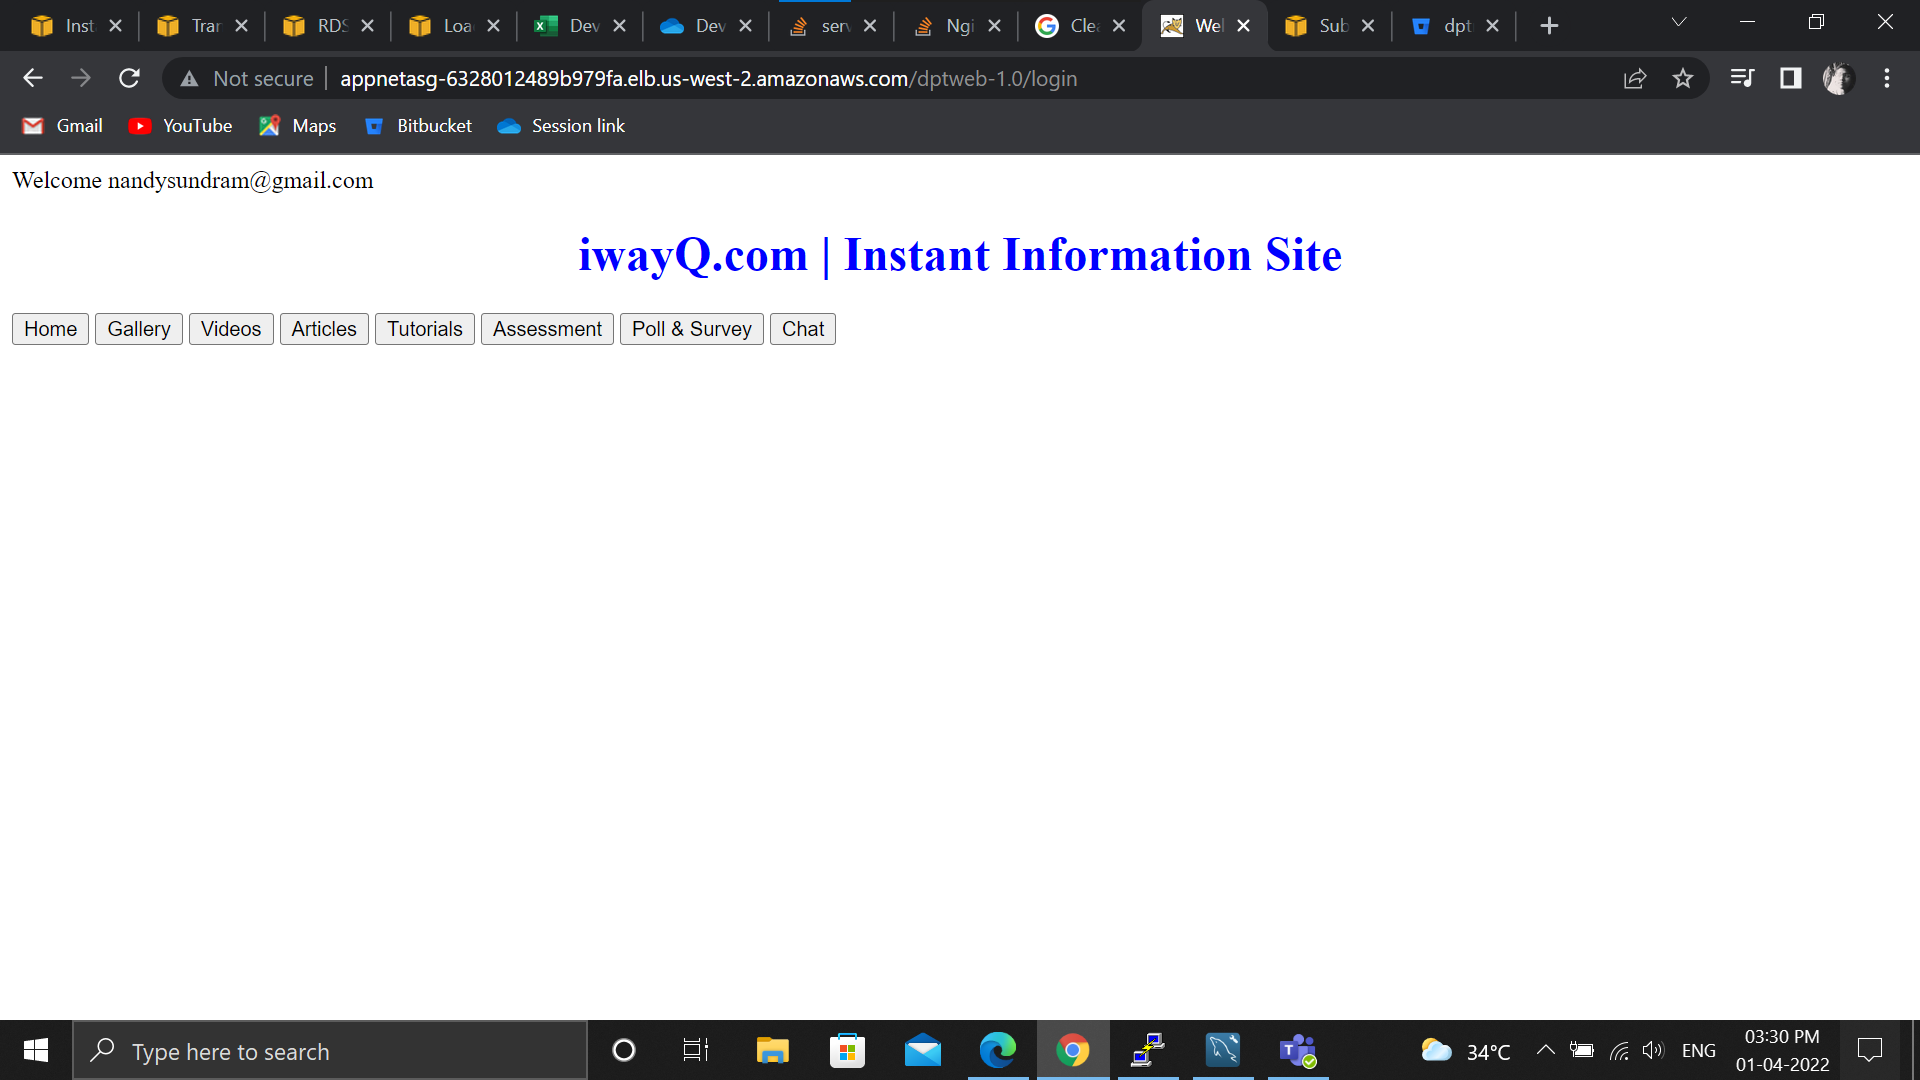 Inst Tran RDS Loa Dev Dev serv Ngi Clea Wel Sub dpt
Not secure appnetasg-6328012489b979fa.elb.us-west-2.amazonaws.com/dptweb-1.0/login
Gmail YouTube Maps Bitbucket Session link
Welcome nandysundram@gmail.com
iwayQ.com | Instant Information Site
Home Gallery Videos Articles Tutorials Assessment Poll & Survey Chat
Type here to search 34°C ENG 03:30 PM
01-04-2022